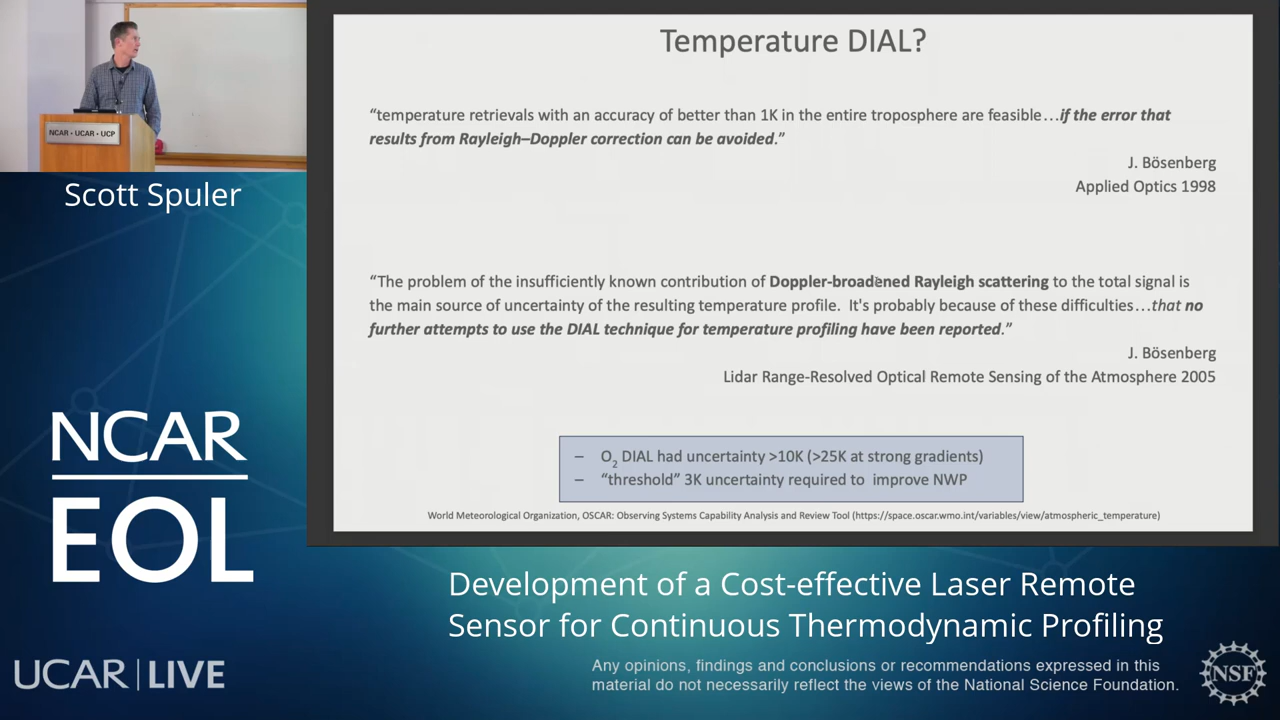 NCAR • UCAR • UCP
Scott Spuler
Temperature DIAL?
“temperature retrievals with an accuracy of better than 1K in the entire troposphere are feasible…if the error that
results from Rayleigh–Doppler correction can be avoided.”
J. Bösenberg
Applied Optics 1998
“The problem of the insufficiently known contribution of Doppler-broadened Rayleigh scattering to the total signal is
the main source of uncertainty of the resulting temperature profile. It's probably because of these difficulties…that no
further attempts to use the DIAL technique for temperature profiling have been reported.”
J. Bösenberg
Lidar Range-Resolved Optical Remote Sensing of the Atmosphere 2005
– O₂ DIAL had uncertainty >10K (>25K at strong gradients)
– “threshold” 3K uncertainty required to improve NWP
World Meteorological Organization, OSCAR: Observing Systems Capability Analysis and Review Tool (https://space.oscar.wmo.int/variables/view/atmospheric_temperature)
NCAR
EOL
UCAR | LIVE
Development of a Cost-effective Laser Remote
Sensor for Continuous Thermodynamic Profiling
Any opinions, findings and conclusions or recommendations expressed in this
material do not necessarily reflect the views of the National Science Foundation.
NSF